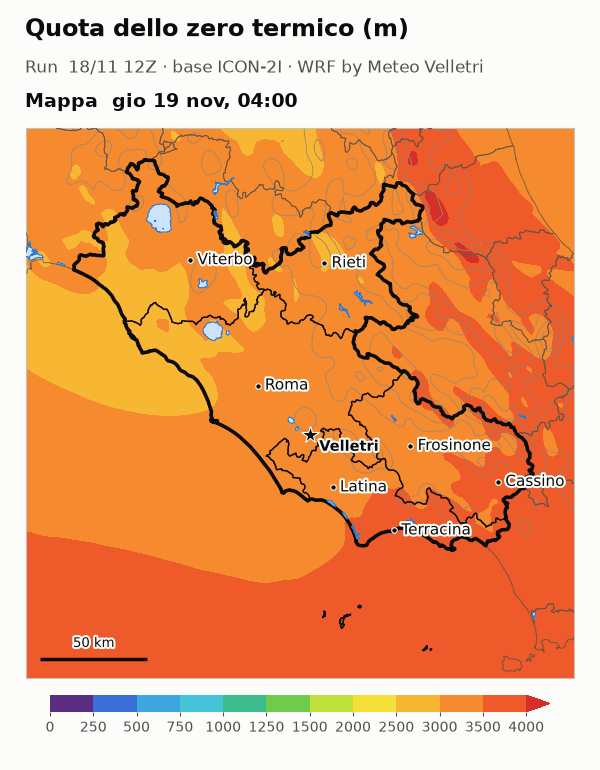 Quota dello zero termico (m)
Run  18/11 12Z · base ICON-2I · WRF by Meteo Velletri
Mappa  gio 19 nov, 04:00
Viterbo
Rieti
Roma
Velletri
Frosinone
Cassino
Latina
Terracina
50 km
0 250 500 750 1000 1250 1500 2000 2500 3000 3500 4000